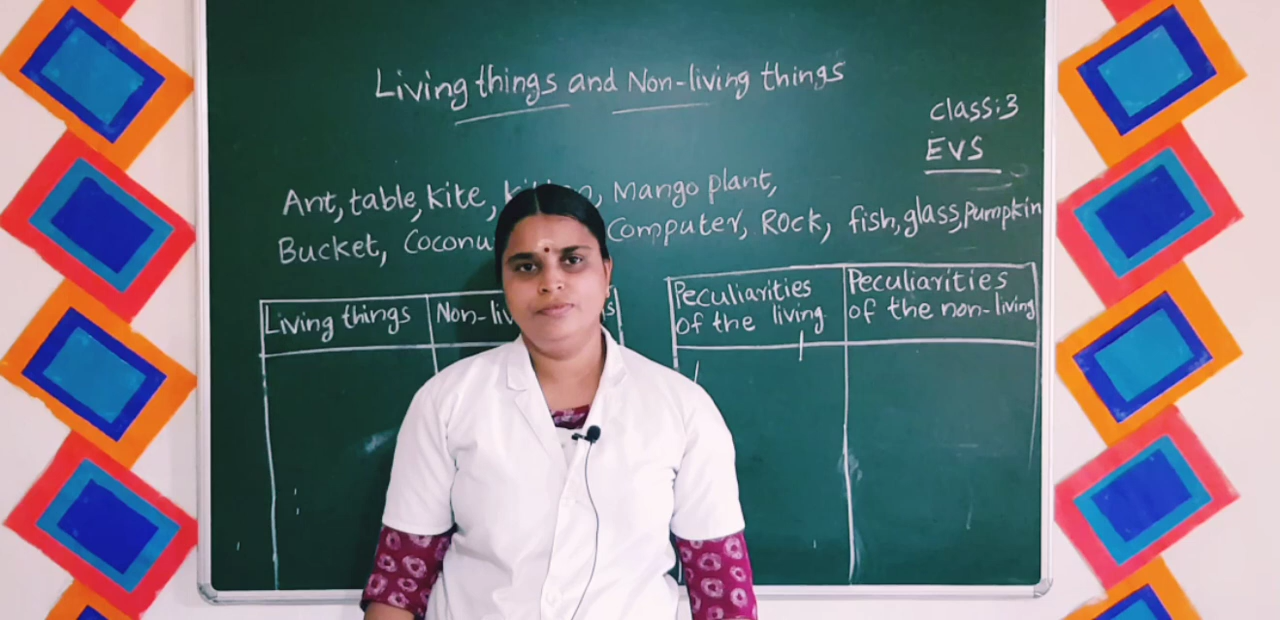 Living things and Non-living things
class:3
EVS
Ant, table, kite, Mango plant,
Bucket, Computer, Rock, fish, glass, Pumpkin
Living things
Peculiarities
of the living
Peculiarities
of the non-living